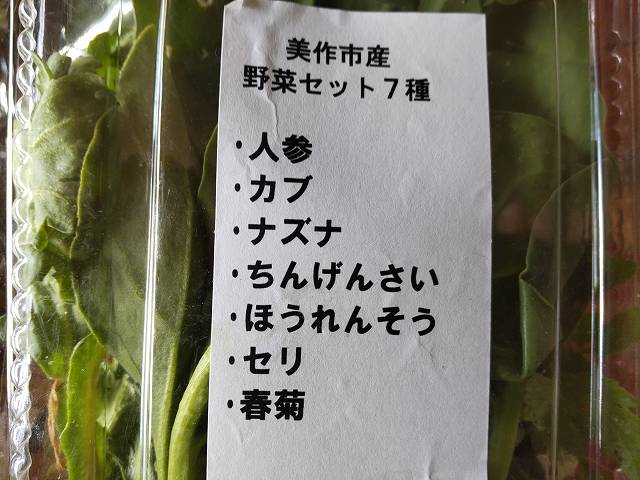 美作市産
野菜セット７種
・人参
・カブ
・ナズナ
・ちんげんさい
・ほうれんそう
・セリ
・春菊